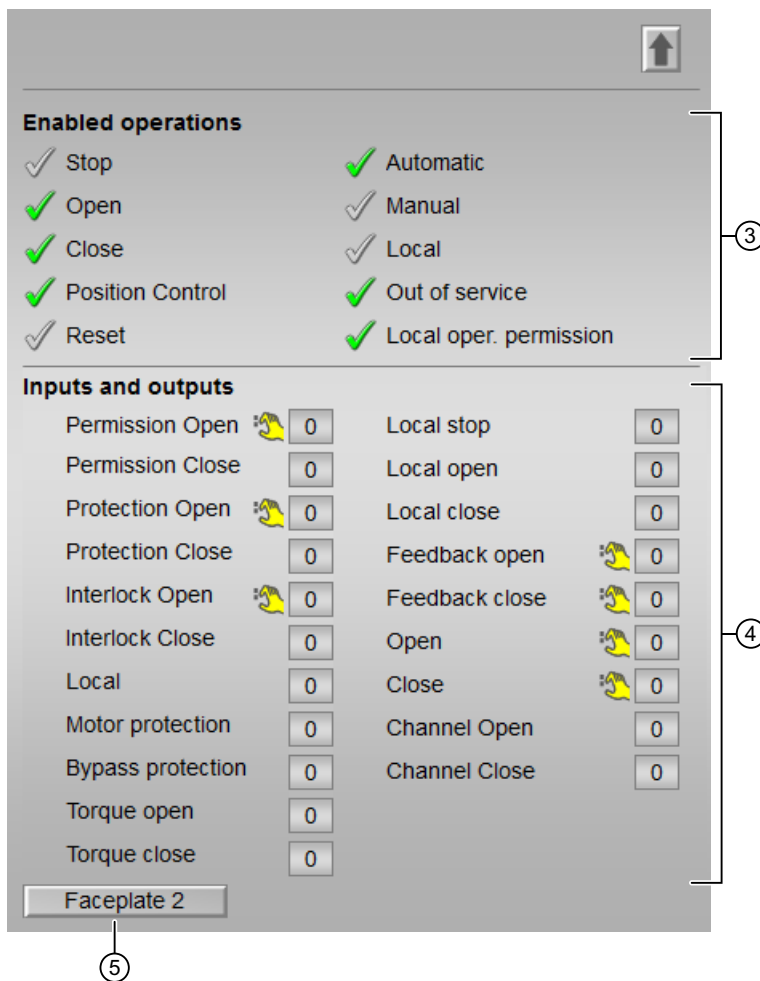 Enabled operations
Stop
Automatic
Open
Manual
Close
Local
Position Control
Out of service
Reset
Local oper. permission
③
Inputs and outputs
Permission Open 0
Local stop 0
Permission Close 0
Local open 0
Protection Open 0
Local close 0
Protection Close 0
Feedback open 0
Interlock Open 0
Feedback close 0
Interlock Close 0
Open 0
Local 0
Close 0
Motor protection 0
Channel Open 0
Bypass protection 0
Channel Close 0
Torque open 0
Torque close 0
④
Faceplate 2
⑤